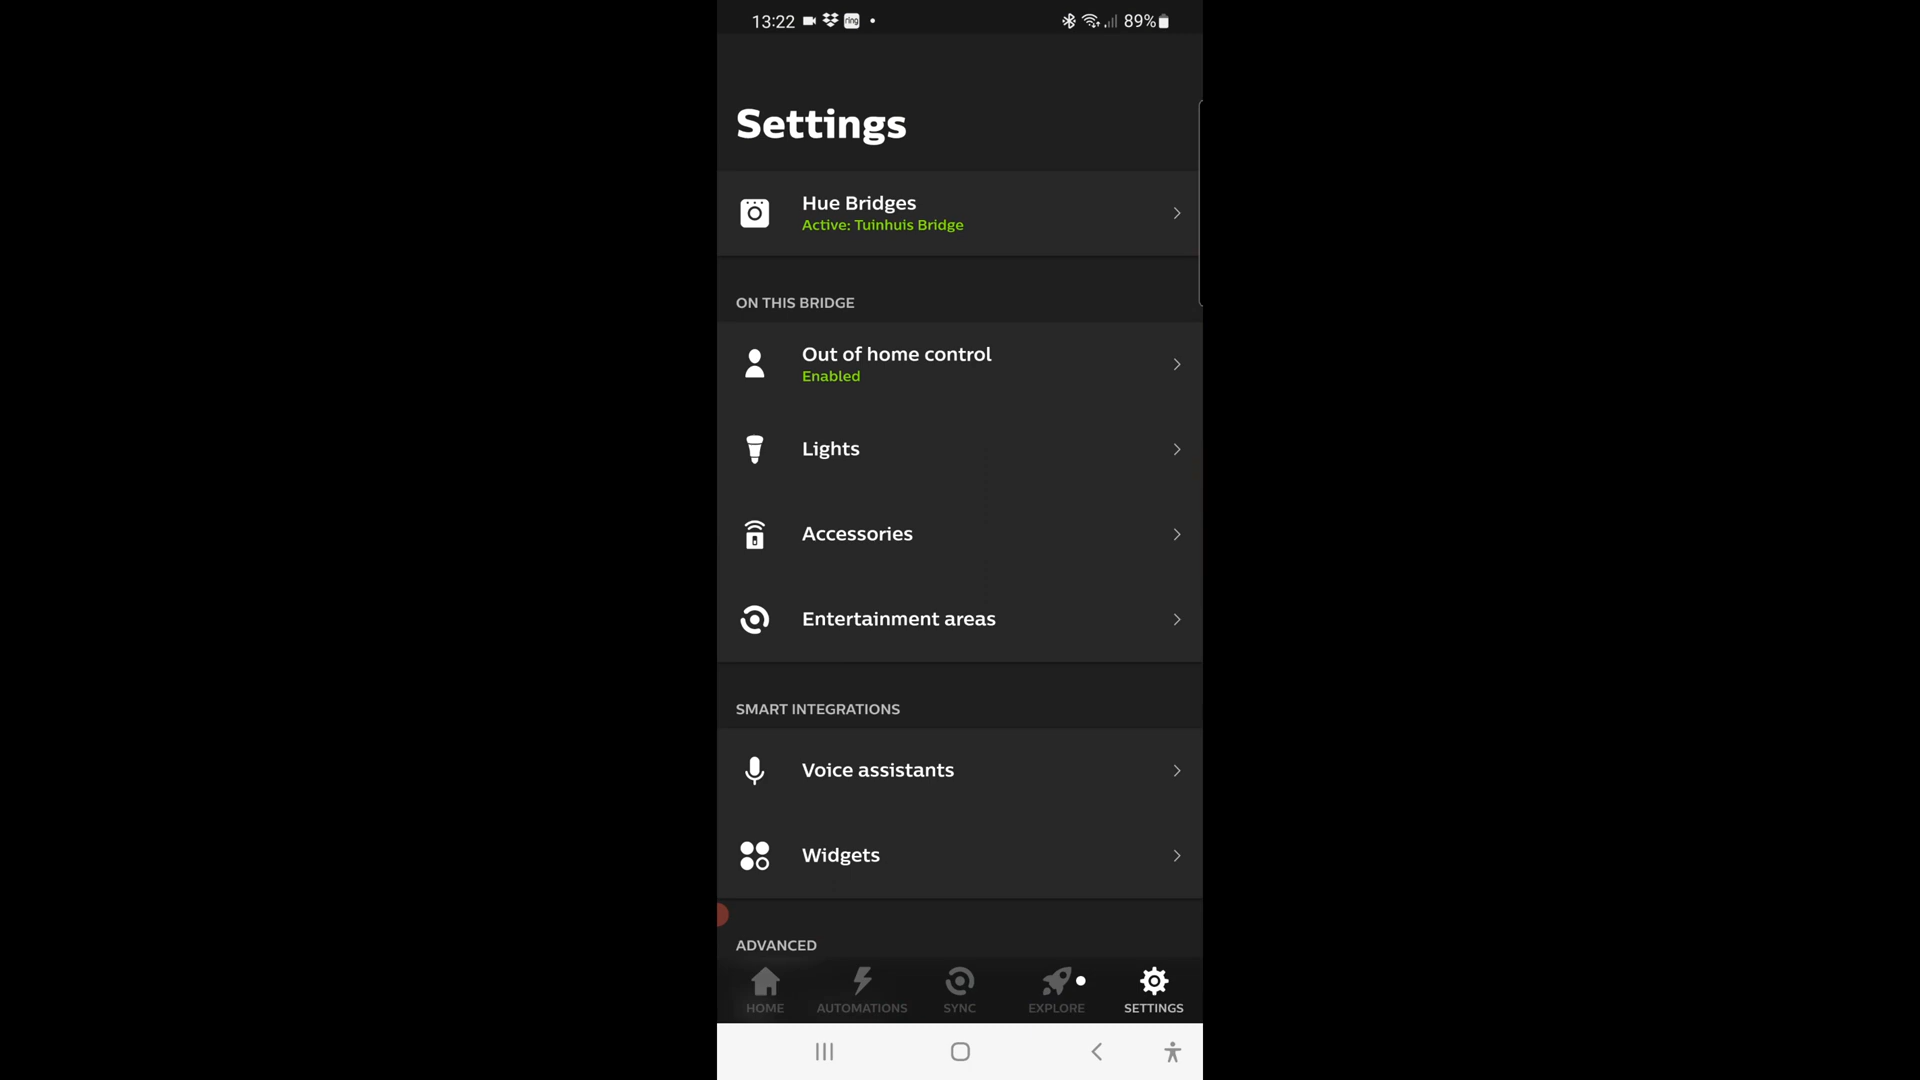 13:22 ring 89%
Settings
Hue Bridges
Active: Tuinhuis Bridge
ON THIS BRIDGE
Out of home control
Enabled
Lights
Accessories
Entertainment areas
SMART INTEGRATIONS
Voice assistants
Widgets
ADVANCED
HOME AUTOMATIONS SYNC EXPLORE SETTINGS